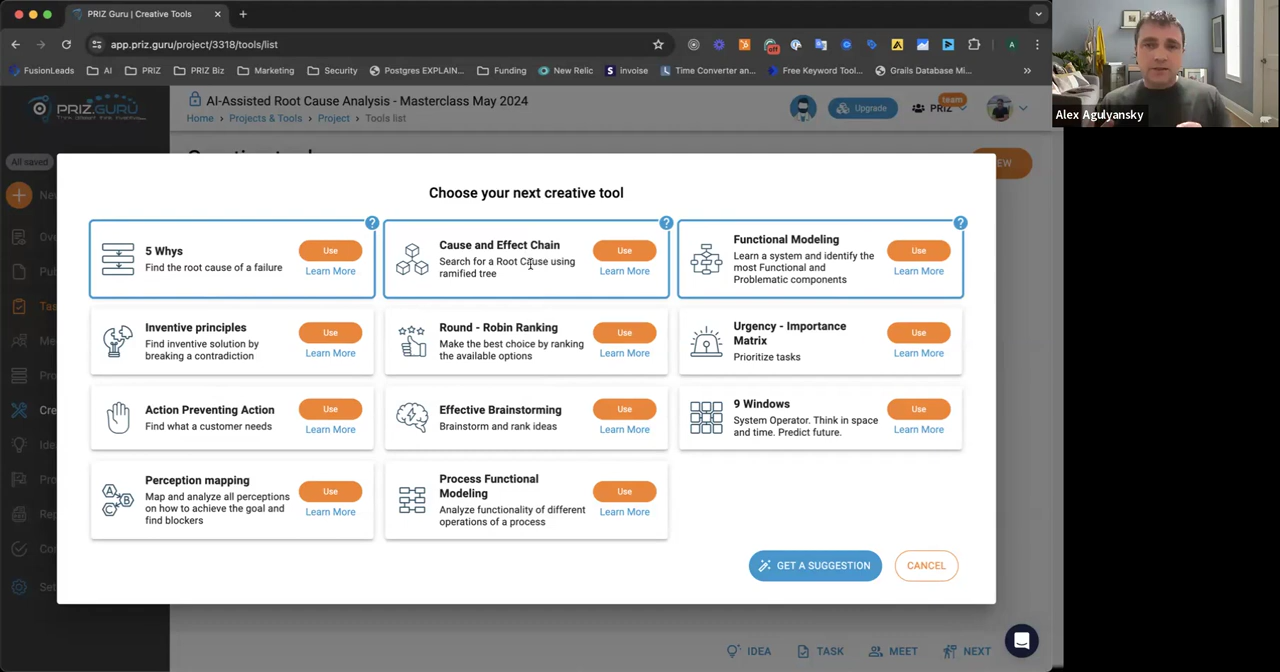 PRIZ Guru | Creative Tools
app.priz.guru/project/3318/tools/list
A
FusionLeads
AI
PRIZ
PRIZ Biz
Marketing
Security
Postgres EXPLAIN...
Funding
New Relic
invoise
Time Converter an...
Free Keyword Tool...
Grails Database Mi...
Alex Agulyansky
PRIZ.GURU
AI-Assisted Root Cause Analysis - Masterclass May 2024
Home > Projects & Tools > Project > Tools list
Upgrade
PRIZ
team
All saved
Choose your next creative tool
5 Whys
Find the root cause of a failure
Use
Learn More
Cause and Effect Chain
Search for a Root Cause using
ramified tree
Use
Learn More
Functional Modeling
Learn a system and identify the
most Functional and
Problematic components
Use
Learn More
Inventive principles
Find inventive solution by
breaking a contradiction
Use
Learn More
Round - Robin Ranking
Make the best choice by ranking
the available options
Use
Learn More
Urgency - Importance
Matrix
Prioritize tasks
Use
Learn More
Action Preventing Action
Find what a customer needs
Use
Learn More
Effective Brainstorming
Brainstorm and rank ideas
Use
Learn More
9 Windows
System Operator. Think in space
and time. Predict future.
Use
Learn More
Perception mapping
Map and analyze all perceptions
on how to achieve the goal and
find blockers
Use
Learn More
Process Functional
Modeling
Analyze functionality of different
operations of a process
Use
Learn More
GET A SUGGESTION
CANCEL
IDEA
TASK
MEET
NEXT